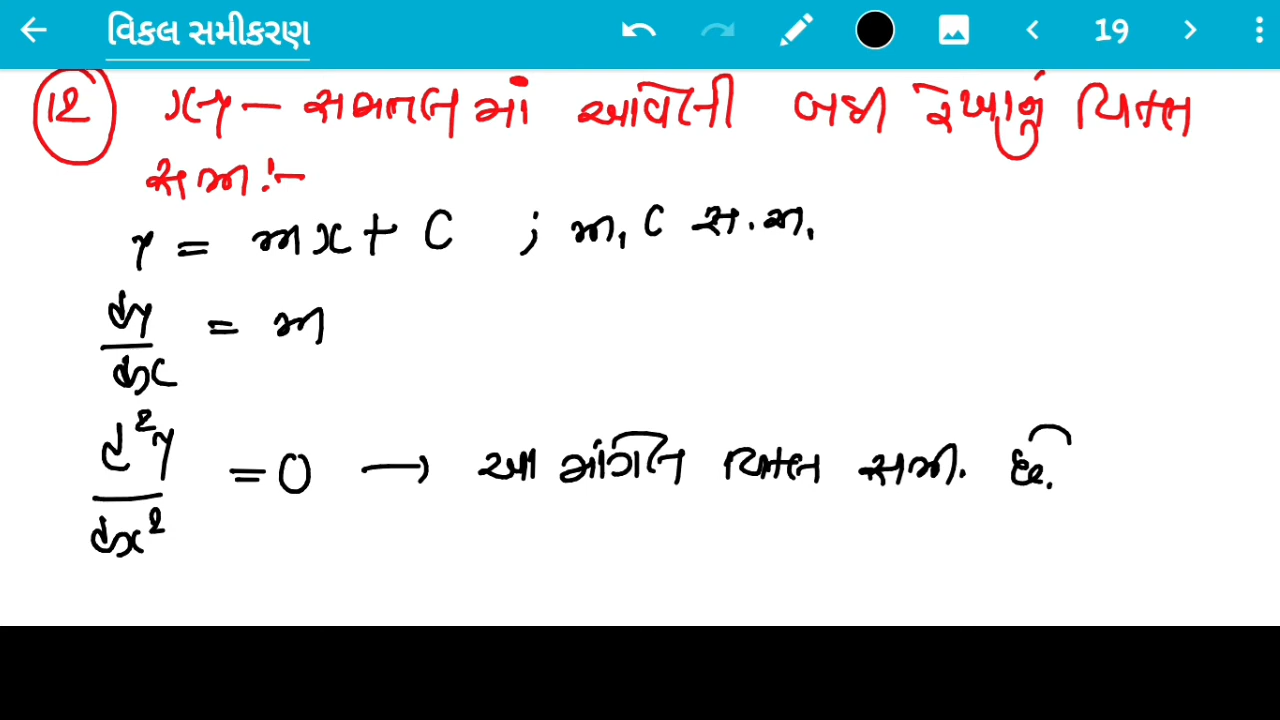 વિકલ સમીકરણ 19
12 xy - સમતલમાં આવેલી બધી રેખાનું વિકલ
સમી :-
y = mx + c ; m, c સ્વ. અ.
dy/dx = m
d²y/dx² = 0 → આ માંગેલ વિકલ સમી. છે.